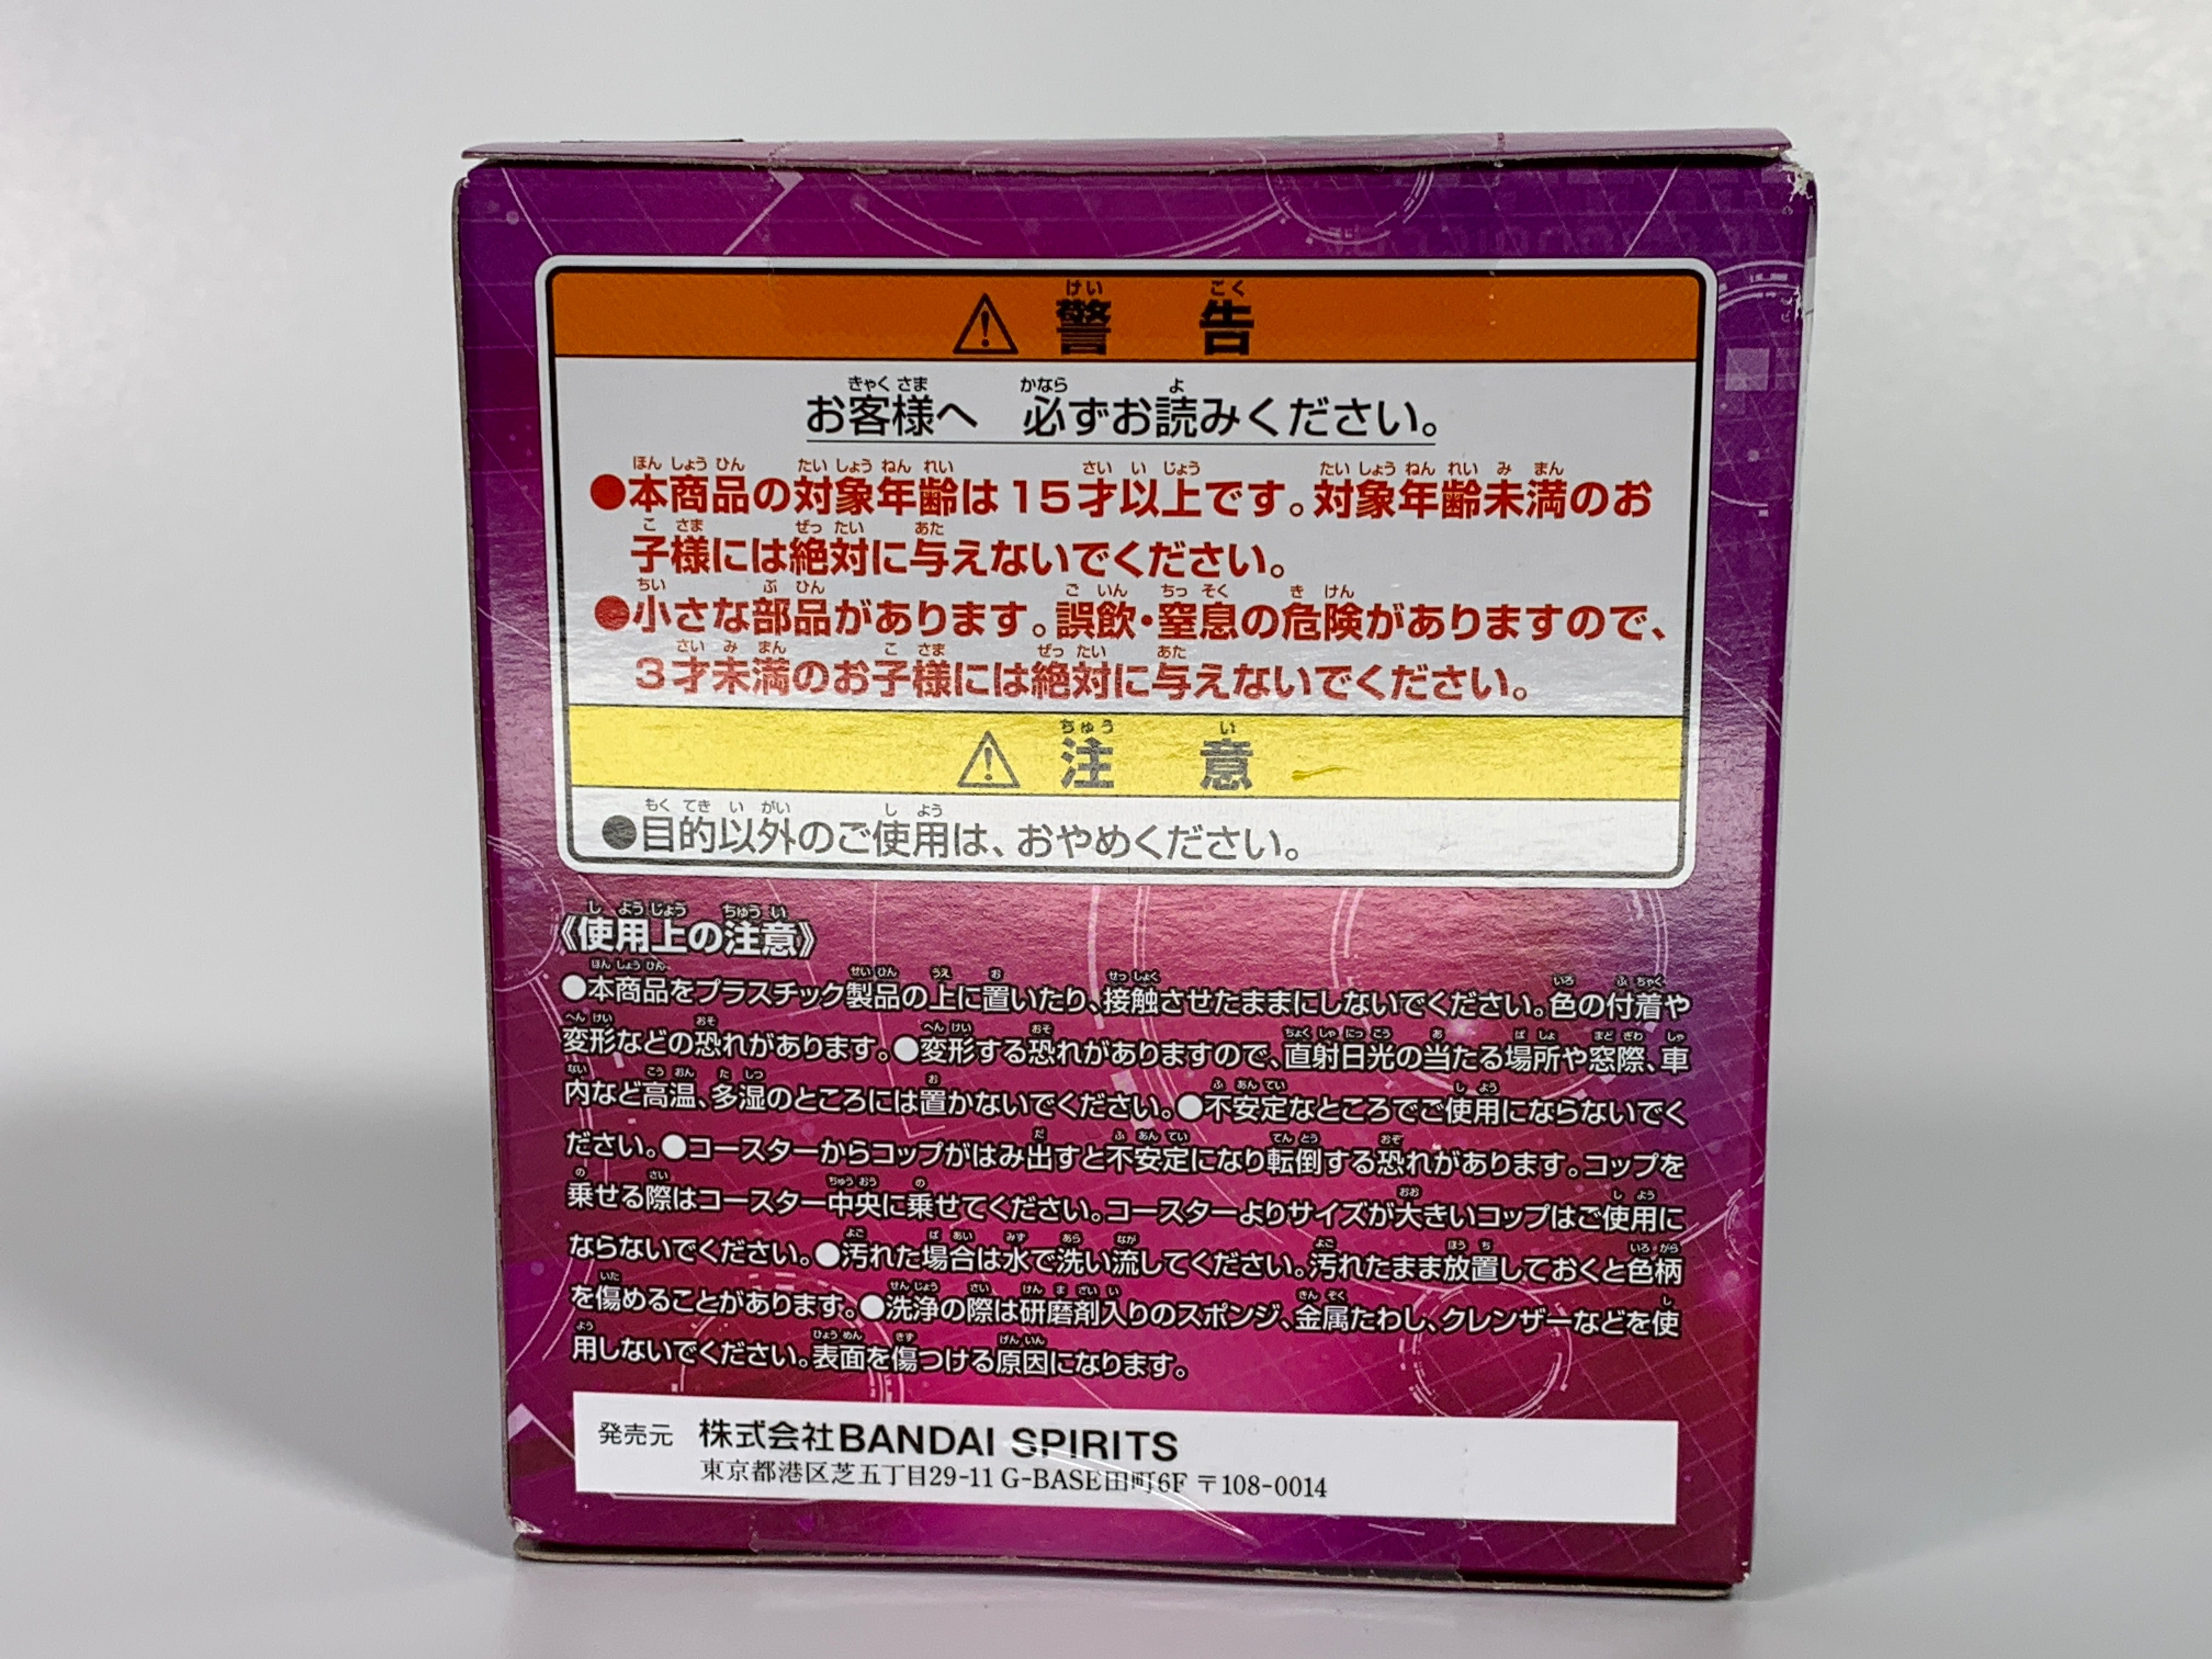 ⚠ 警告
お客様へ 必ずお読みください。
●本商品の対象年齢は15才以上です。対象年齢未満のお
子様には絶対に与えないでください。
●小さな部品があります。誤飲・窒息の危険がありますので、
3才未満のお子様には絶対に与えないでください。
⚠ 注意
●目的以外のご使用は、おやめください。
《使用上の注意》
●本商品をプラスチック製品の上に置いたり、接触させたままにしないでください。色の付着や
変形などの恐れがあります。●変形する恐れがありますので、直射日光の当たる場所や窓際、車
内など高温、多湿のところには置かないでください。●不安定なところでご使用にならないでく
ださい。●コースターからコップがはみ出すと不安定になり転倒する恐れがあります。コップを
乗せる際はコースター中央に乗せてください。コースターよりサイズが大きいコップはご使用に
ならないでください。●汚れた場合は水で洗い流してください。汚れたまま放置しておくと色柄
を傷めることがあります。●洗浄の際は研磨剤入りのスポンジ、金属たわし、クレンザーなどを使
用しないでください。表面を傷つける原因になります。
発売元 株式会社BANDAI SPIRITS
東京都港区芝五丁目29-11 G-BASE田町6F 〒108-0014